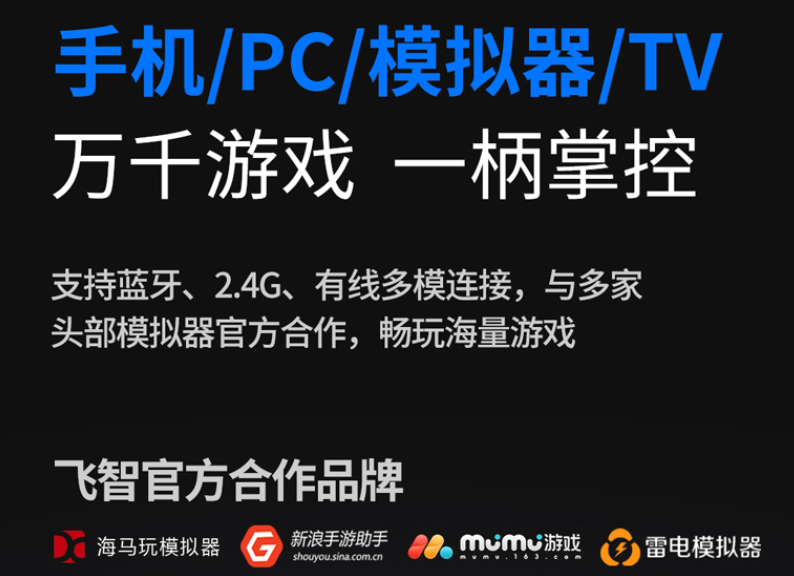 手机/PC/模拟器/TV
万千游戏 一柄掌控
支持蓝牙、2.4G、有线多模连接，与多家
头部模拟器官方合作，畅玩海量游戏
飞智官方合作品牌
海马玩模拟器
G 新浪手游助手
shouyou.sina.com.cn
mumu游戏
mumu.163.com
雷电模拟器